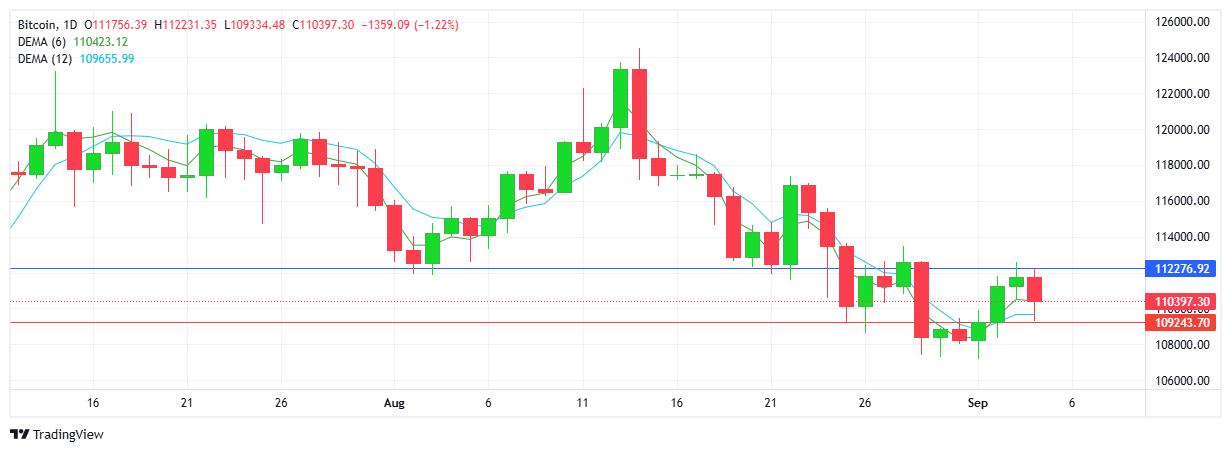 Bitcoin, 1D O111756.39 H112231.35 L109334.48 C110397.30 −1359.09 (−1.22%)
DEMA (6) 110423.12
DEMA (12) 109655.99
126000.00
124000.00
122000.00
120000.00
118000.00
116000.00
114000.00
112276.92
110397.30
110000.00
109243.70
108000.00
106000.00
16 21 26 Aug 6 11 16 21 26 Sep 6
TradingView